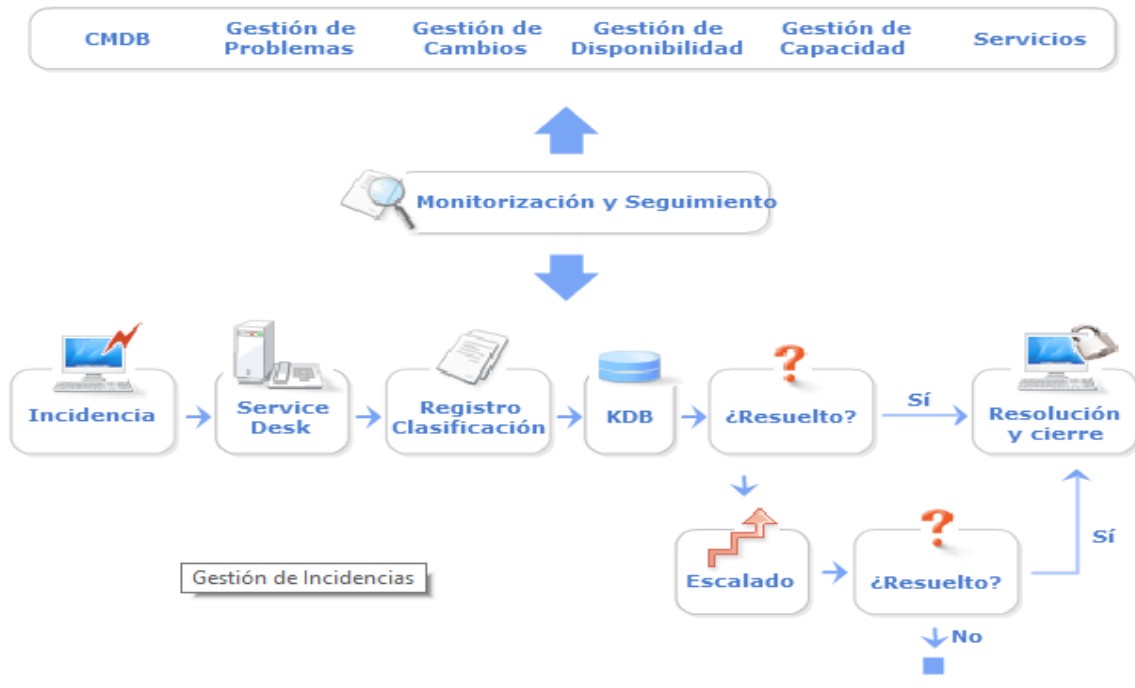 CMDB
Gestión de
Problemas
Gestión de
Cambios
Gestión de
Disponibilidad
Gestión de
Capacidad
Servicios
Monitorización y Seguimiento
Incidencia
Service
Desk
Registro
Clasificación
KDB
¿Resuelto?
Sí
Resolución
y cierre
Escalado
¿Resuelto?
Sí
No
Gestión de Incidencias